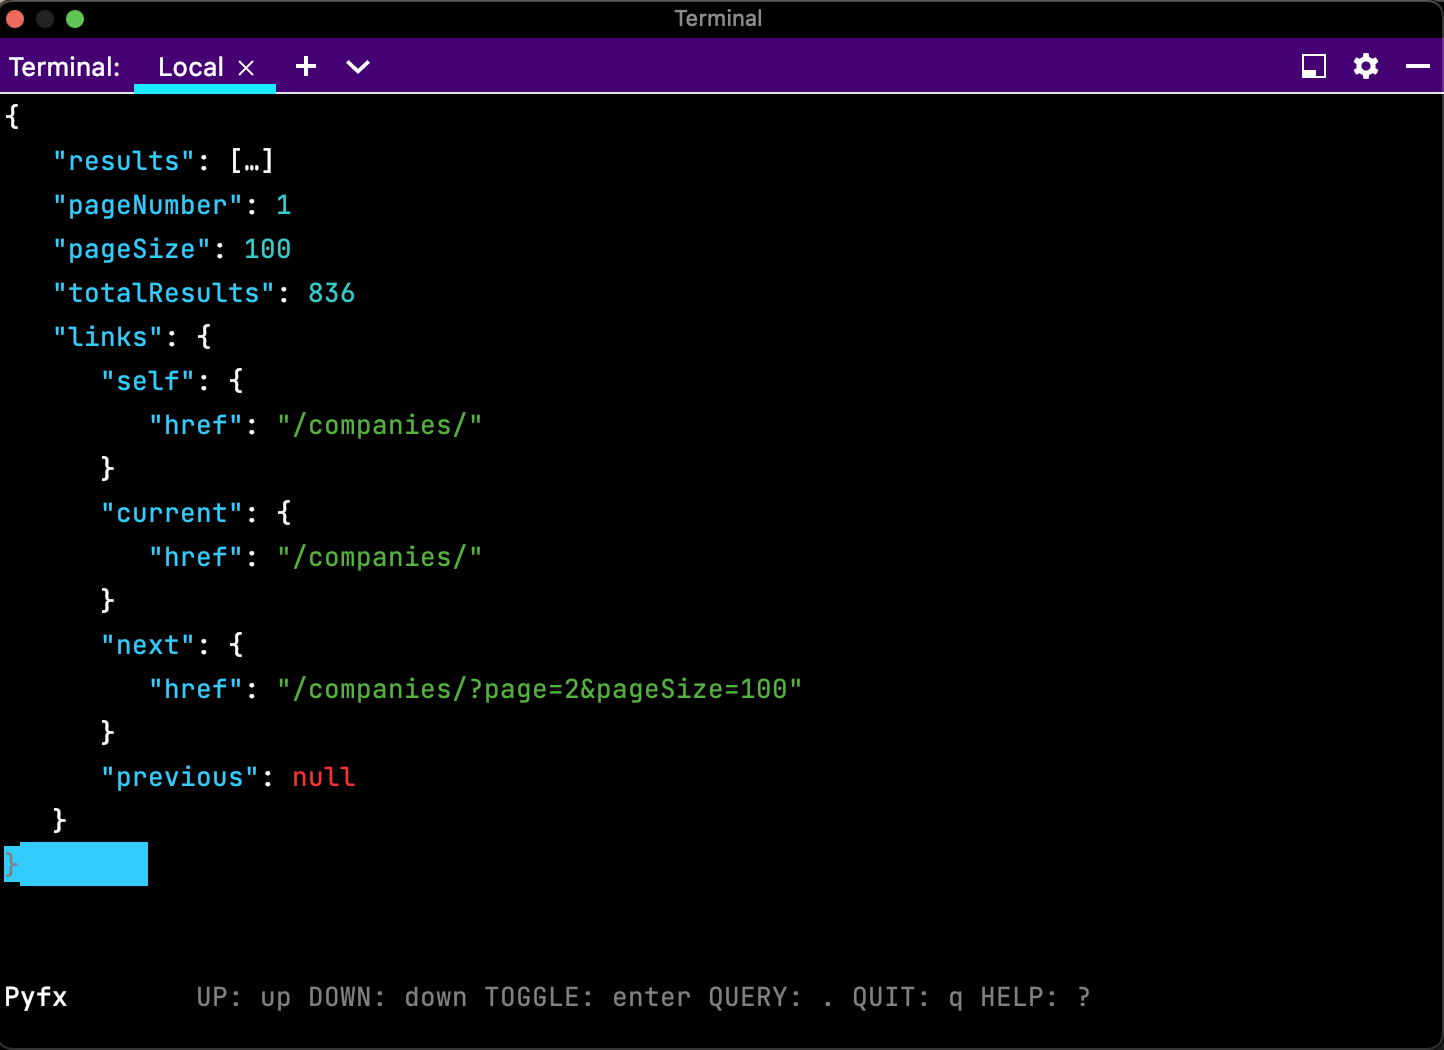 Terminal
Terminal: Local
{
"results": […]
"pageNumber": 1
"pageSize": 100
"totalResults": 836
"links": {
"self": {
"href": "/companies/"
}
"current": {
"href": "/companies/"
}
"next": {
"href": "/companies/?page=2&pageSize=100"
}
"previous": null
}
}
Pyfx UP: up DOWN: down TOGGLE: enter QUERY: . QUIT: q HELP: ?